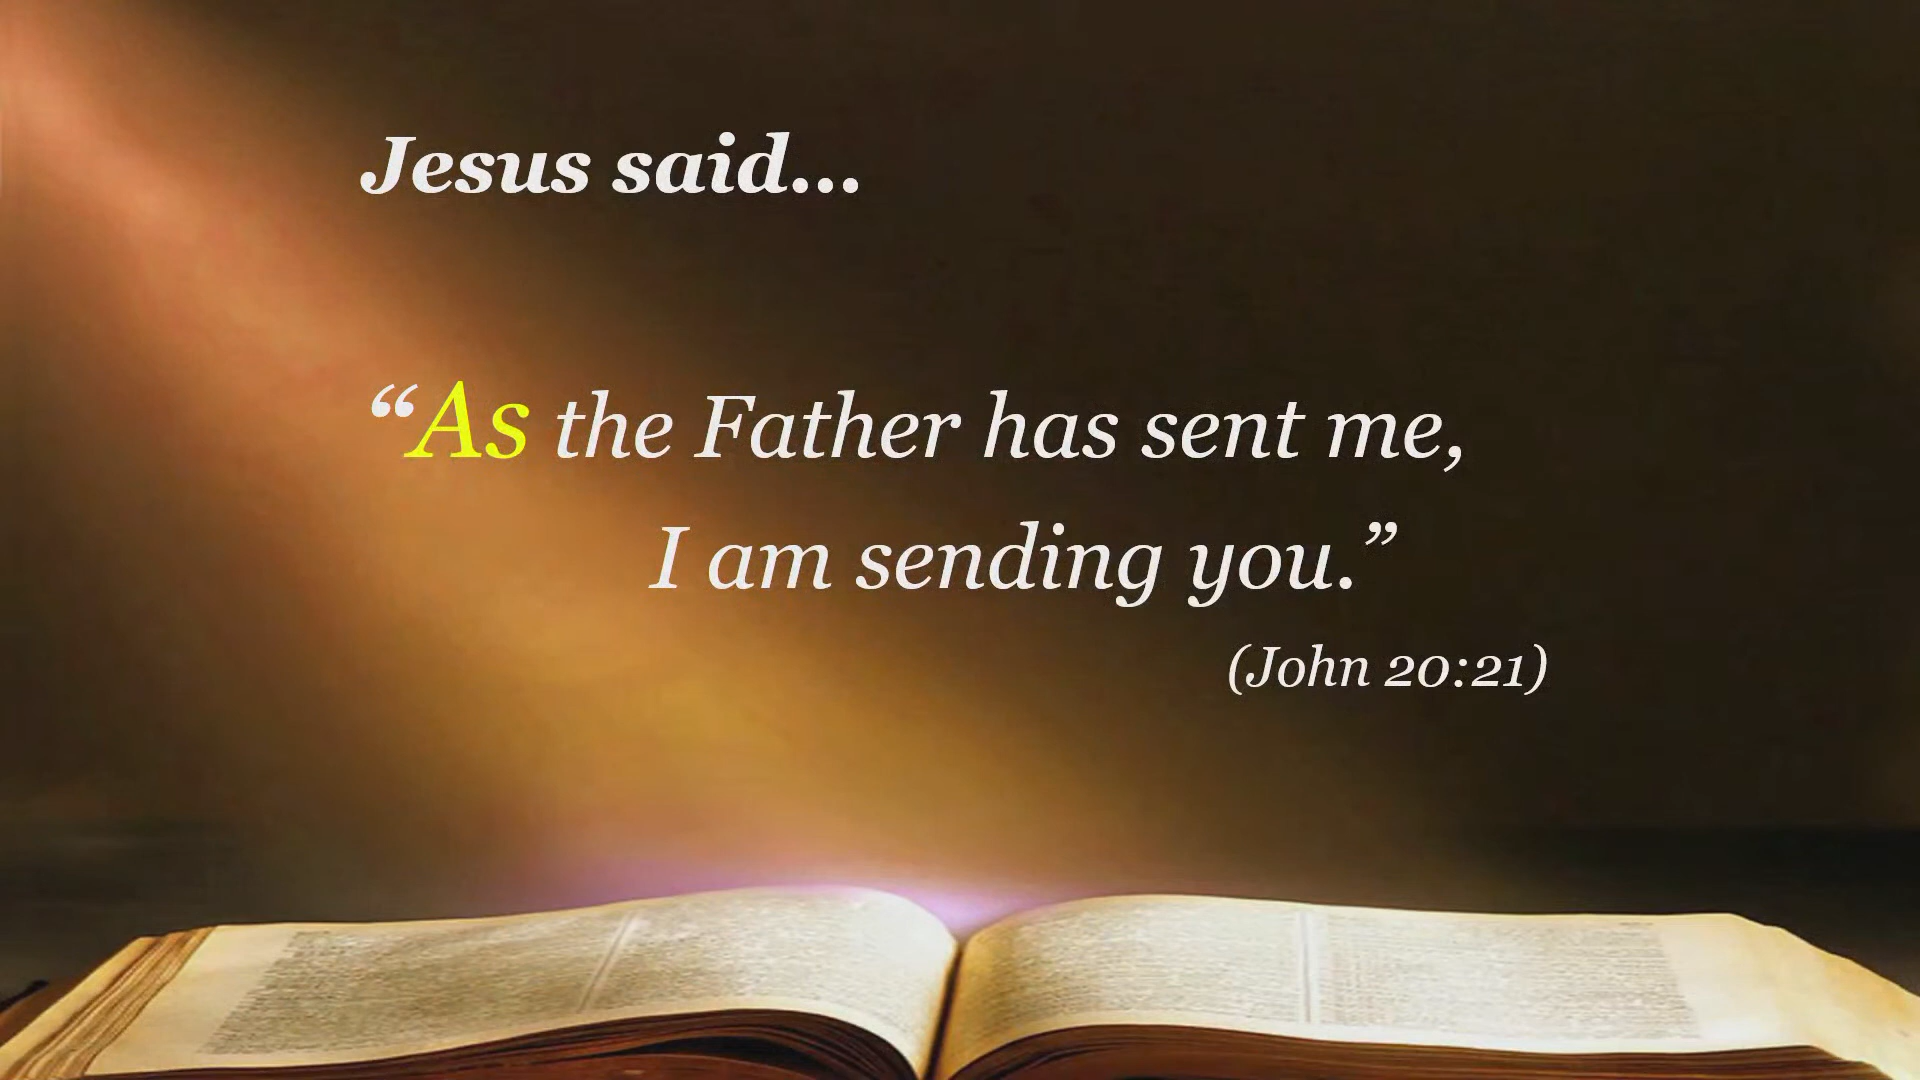 Jesus said...
“As the Father has sent me,
I am sending you.”
(John 20:21)